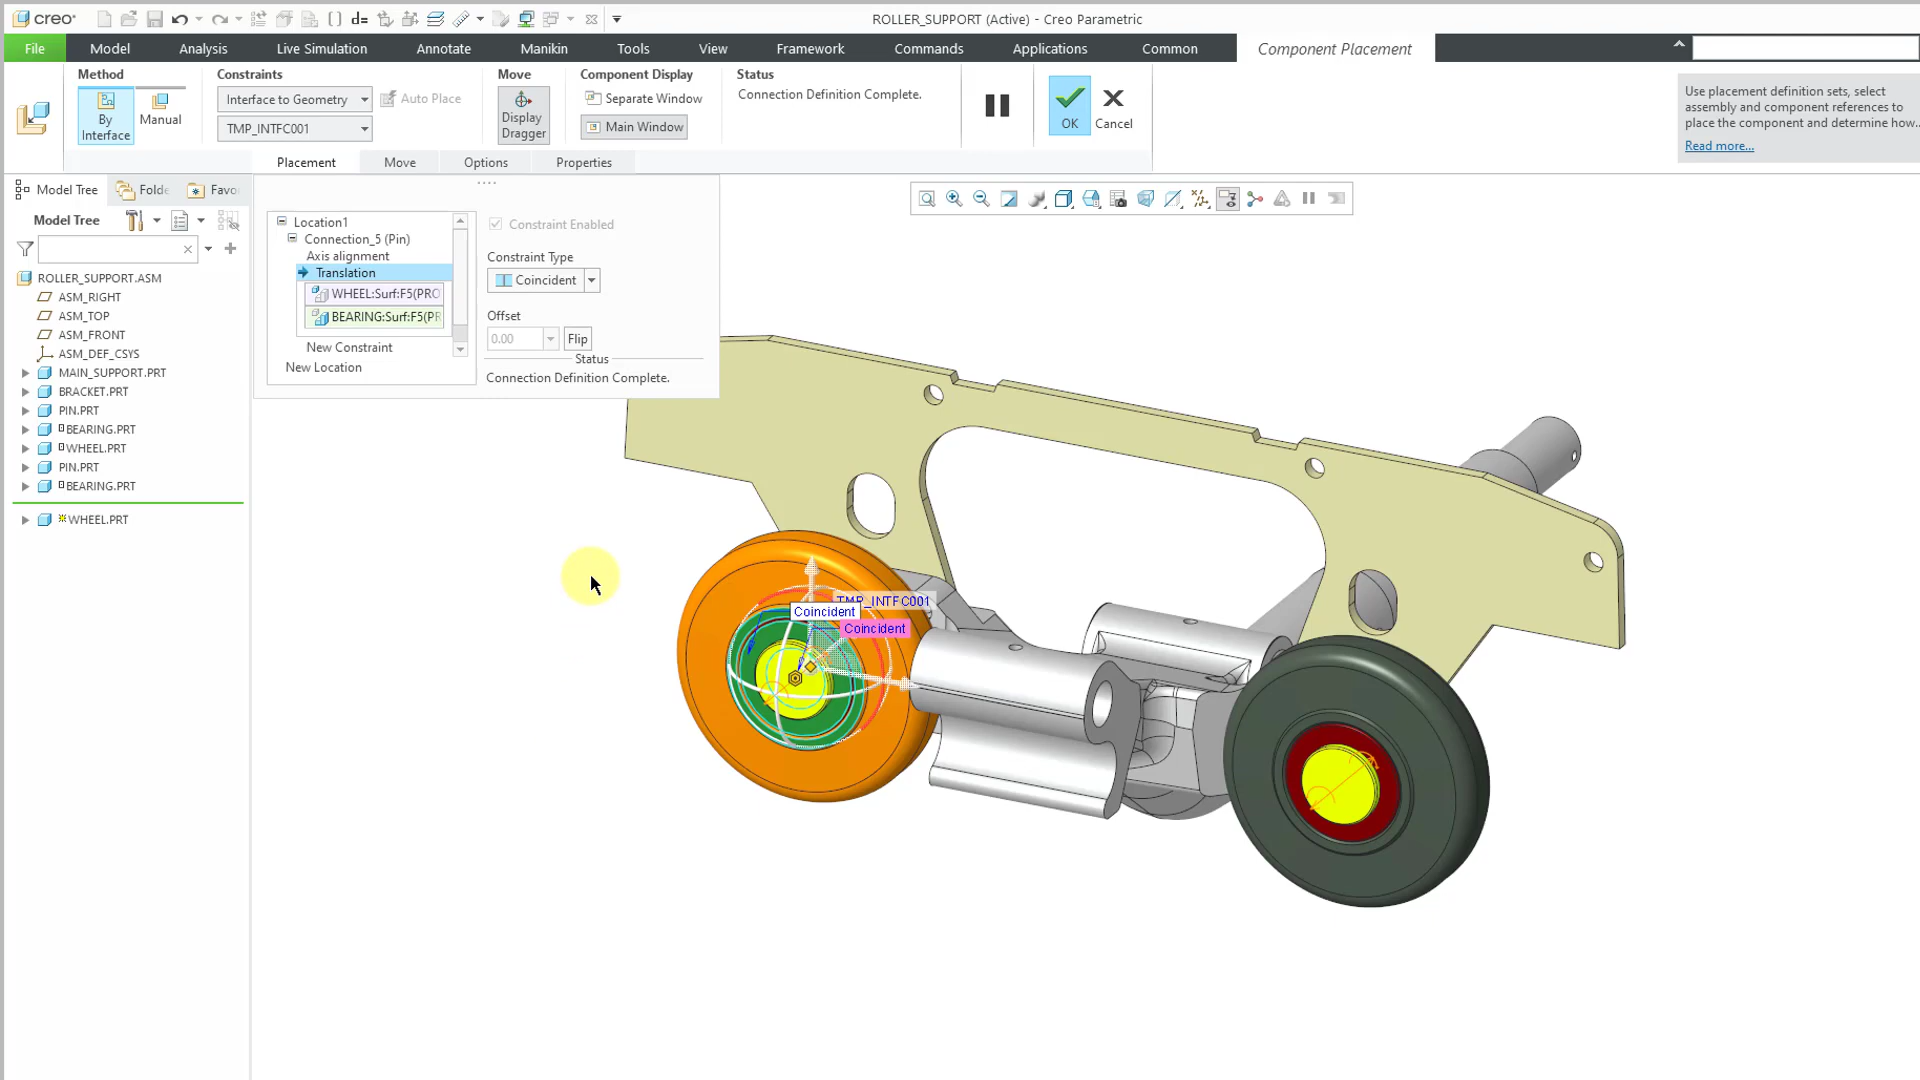 creo
d=
ROLLER_SUPPORT (Active) - Creo Parametric
File
Model
Analysis
Live Simulation
Annotate
Manikin
Tools
View
Framework
Commands
Applications
Common
Component Placement
Method
By Interface
Manual
Constraints
Interface to Geometry
Auto Place
TMP_INTFC001
Move
Display Dragger
Component Display
Separate Window
Main Window
Status
Connection Definition Complete.
OK
Cancel
Use placement definition sets, select
assembly and component references to
place the component and determine how...
Read more...
Placement
Move
Options
Properties
Model Tree
Folde
Favor
Model Tree
ROLLER_SUPPORT.ASM
ASM_RIGHT
ASM_TOP
ASM_FRONT
ASM_DEF_CSYS
MAIN_SUPPORT.PRT
BRACKET.PRT
PIN.PRT
BEARING.PRT
WHEEL.PRT
PIN.PRT
BEARING.PRT
WHEEL.PRT
Location1
Connection_5 (Pin)
Axis alignment
Translation
WHEEL:Surf:F5(PRO
BEARING:Surf:F5(PR
New Constraint
New Location
Constraint Enabled
Constraint Type
Coincident
Offset
0.00
Flip
Status
Connection Definition Complete.
TMP_INTFC001
Coincident
Coincident